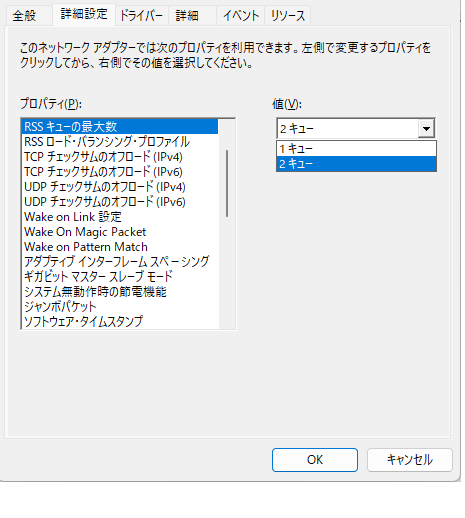 全般
詳細設定
ドライバー
詳細
イベント
リソース
このネットワーク アダプターでは次のプロパティを利用できます。左側で変更するプロパティを
クリックしてから、右側でその値を選択してください。
プロパティ(P):
値(V):
RSS キューの最大数
RSS ロード・バランシング・プロファイル
TCP チェックサムのオフロード (IPv4)
TCP チェックサムのオフロード (IPv6)
UDP チェックサムのオフロード (IPv4)
UDP チェックサムのオフロード (IPv6)
Wake on Link 設定
Wake On Magic Packet
Wake on Pattern Match
アダプティブ インターフレーム スペーシング
ギガビット マスター スレーブ モード
システム無動作時の節電機能
ジャンボパケット
ソフトウェア・タイムスタンプ
2 キュー
1 キュー
2 キュー
OK
キャンセル